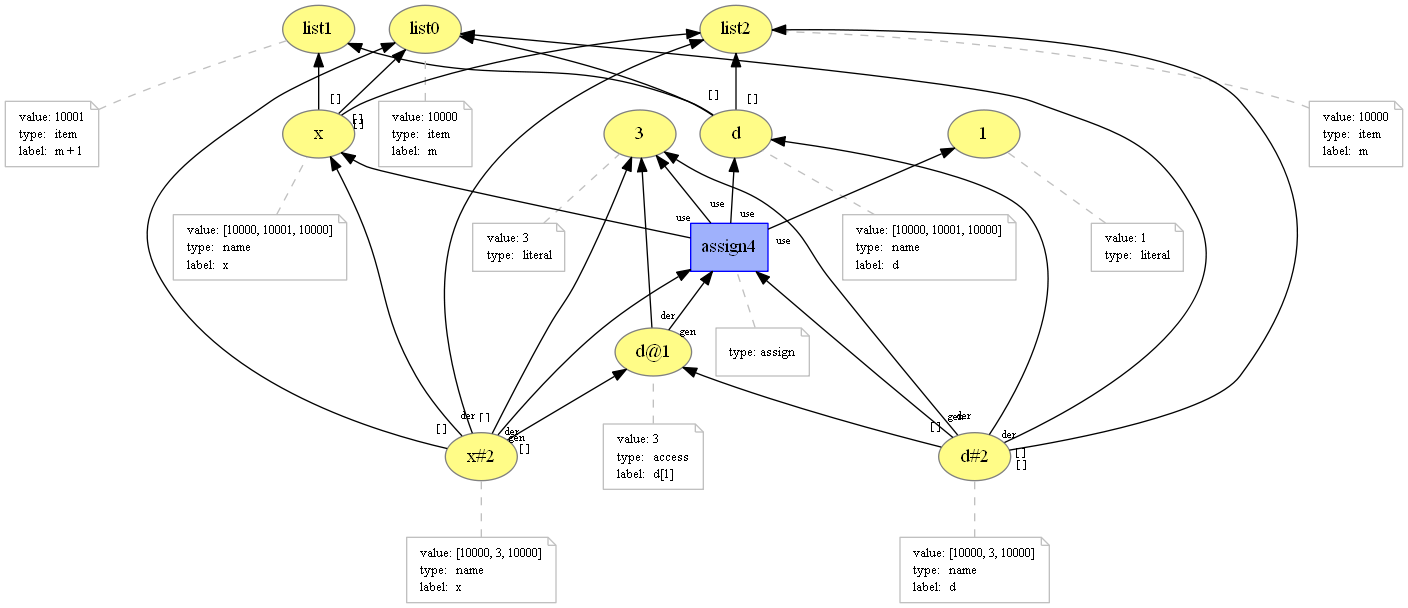 list1
list0
list2
value: 10001
type: item
label: m + 1
[]
value: 10000
type: item
label: m
[]
[]
[]
[]
value: 10000
type: item
label: m
x
3
d
1
use
use
use
use
value: [10000, 10001, 10000]
type: name
label: x
value: 3
type: literal
assign4
value: [10000, 10001, 10000]
type: name
label: d
value: 1
type: literal
der
gen
d@1
type: assign
der
[]
[]
der
gen
[]
gen
der
[]
der
[]
[]
x#2
value: 3
type: access
label: d[1]
d#2
value: [10000, 3, 10000]
type: name
label: x
value: [10000, 3, 10000]
type: name
label: d